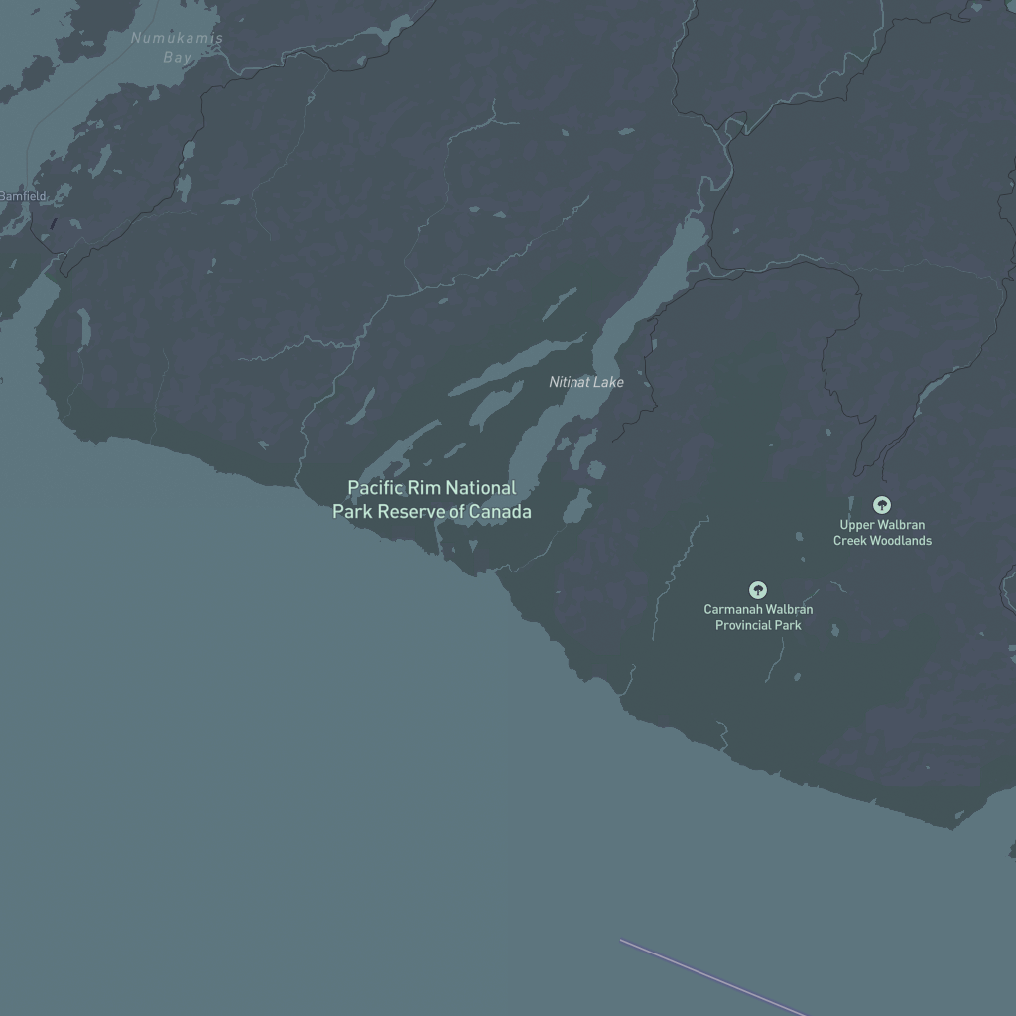 Numukamis
Bay
Bamfield
Nitinat Lake
Pacific Rim National
Park Reserve of Canada
Upper Walbran
Creek Woodlands
Carmanah Walbran
Provincial Park